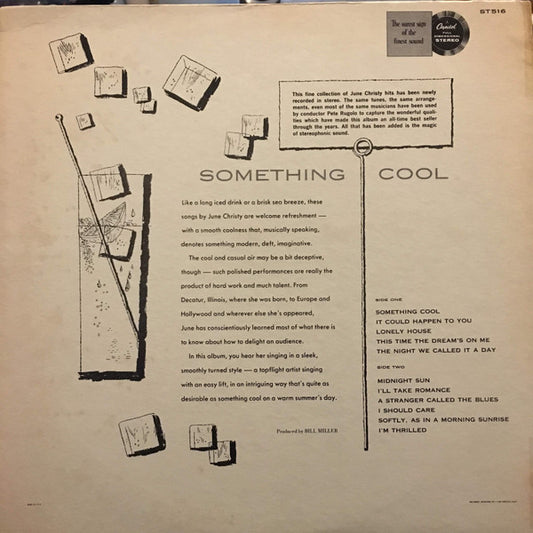 ST516
The surest sign
of the
finest sound
Capitol
FULL
DIMENSIONAL
STEREO
This fine collection of June Christy hits has been newly
recorded in stereo. The same tunes, the same arrange-
ments, even most of the same musicians have been used
by conductor Pete Rugolo to capture the wonderful quali-
ties which have made this album an all-time best seller
through the years. All that has been added is the magic
of stereophonic sound.
SOMETHING COOL
Like a long iced drink or a brisk sea breeze, these
songs by June Christy are welcome refreshment —
with a smooth coolness that, musically speaking,
denotes something modern, deft, imaginative.
The cool and casual air may be a bit deceptive,
though — such polished performances are really the
product of hard work and much talent. From
Decatur, Illinois, where she was born, to Europe and
Hollywood and wherever else she's appeared,
June has conscientiously learned most of what there is
to know about how to delight an audience.
In this album, you hear her singing in a sleek,
smoothly turned style — a topflight artist singing
with an easy lift, in an intriguing way that's quite as
desirable as something cool on a warm summer's day.
Produced by BILL MILLER
SIDE ONE
SOMETHING COOL
IT COULD HAPPEN TO YOU
LONELY HOUSE
THIS TIME THE DREAM'S ON ME
THE NIGHT WE CALLED IT A DAY
SIDE TWO
MIDNIGHT SUN
I'LL TAKE ROMANCE
A STRANGER CALLED THE BLUES
I SHOULD CARE
SOFTLY, AS IN A MORNING SUNRISE
I'M THRILLED